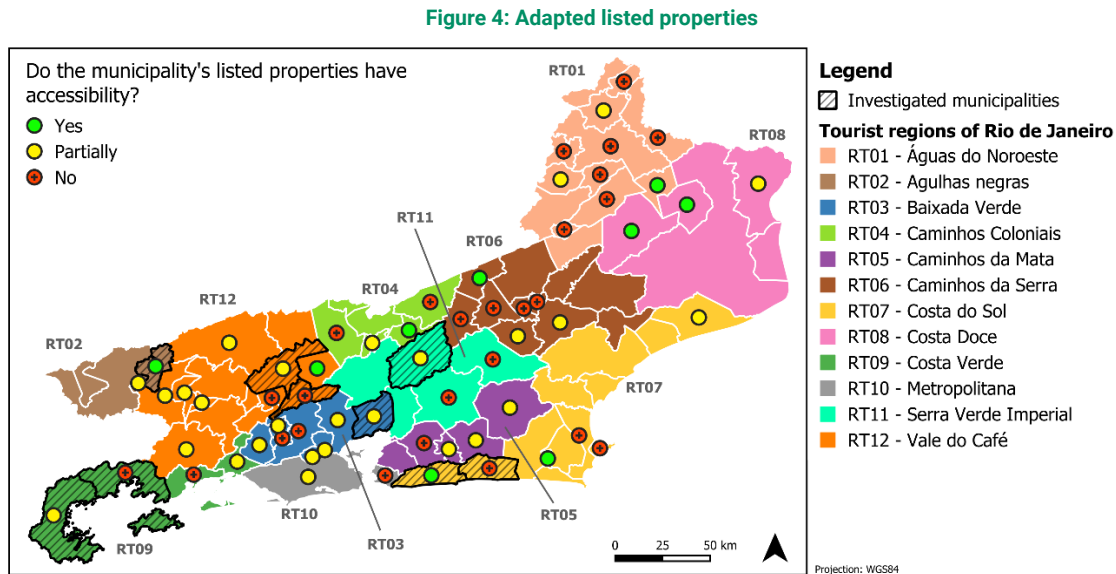 Figure 4: Adapted listed properties
Do the municipality's listed properties have
accessibility?
Yes
Partially
No
RT01
RT08
RT11
RT06
RT04
RT12
RT02
RT07
RT10
RT05
RT03
RT09
0 25 50 km
Legend
Investigated municipalities
Tourist regions of Rio de Janeiro
RT01 - Águas do Noroeste
RT02 - Agulhas negras
RT03 - Baixada Verde
RT04 - Caminhos Coloniais
RT05 - Caminhos da Mata
RT06 - Caminhos da Serra
RT07 - Costa do Sol
RT08 - Costa Doce
RT09 - Costa Verde
RT10 - Metropolitana
RT11 - Serra Verde Imperial
RT12 - Vale do Café
Projection: WGS84